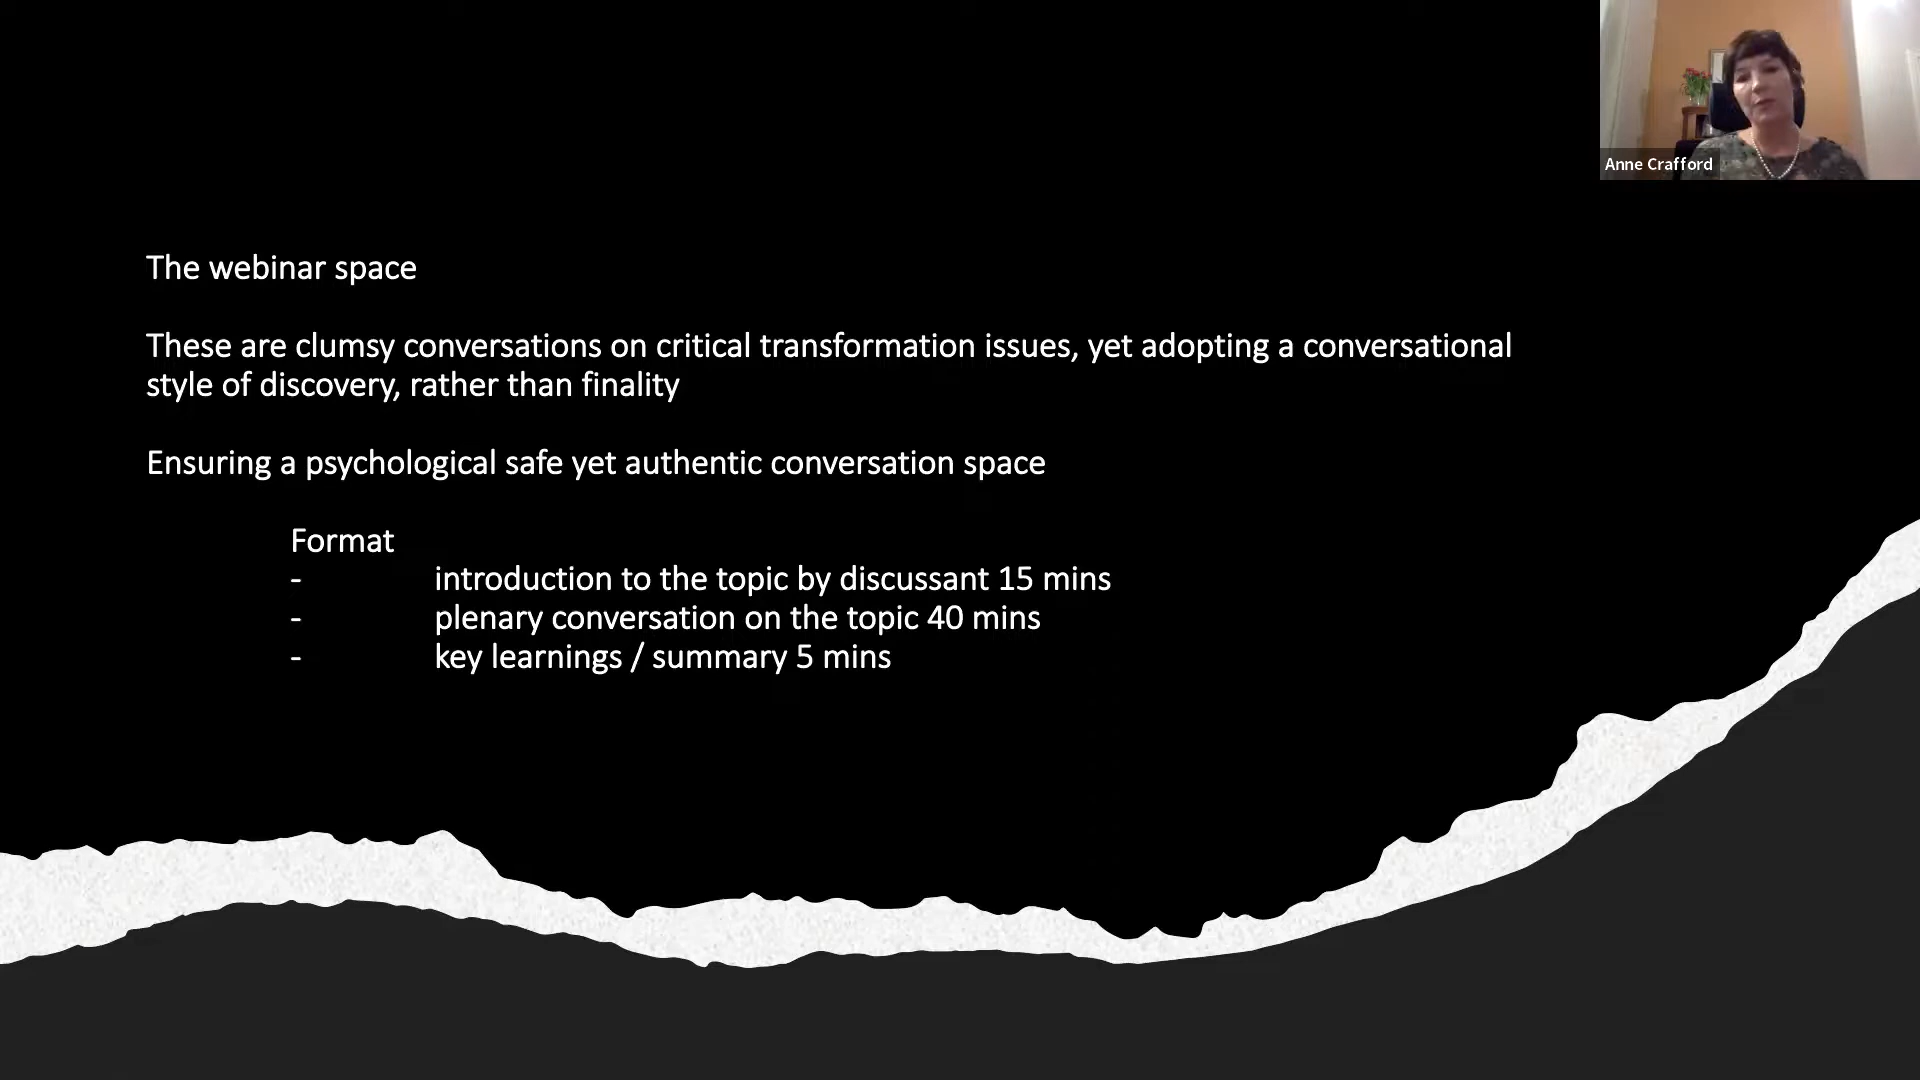 Anne Crafford
The webinar space
These are clumsy conversations on critical transformation issues, yet adopting a conversational
style of discovery, rather than finality
Ensuring a psychological safe yet authentic conversation space
Format
- introduction to the topic by discussant 15 mins
- plenary conversation on the topic 40 mins
- key learnings / summary 5 mins